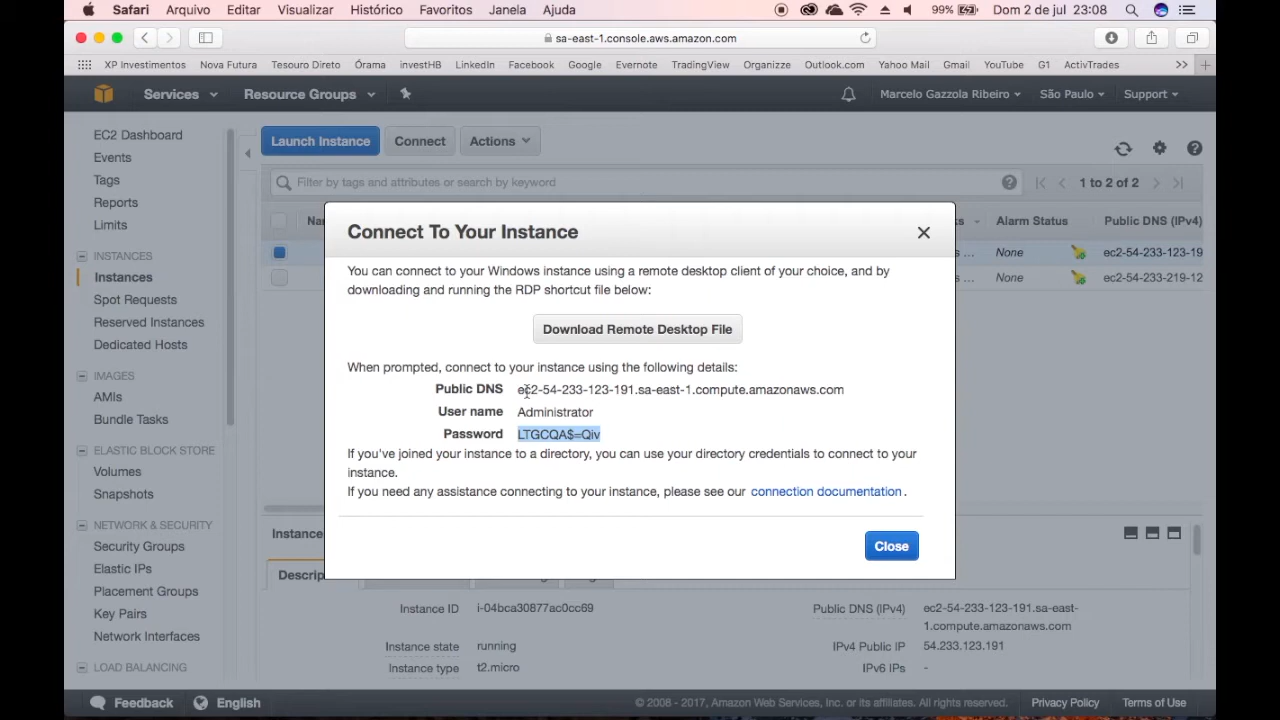 Safari Arquivo Editar Visualizar Histórico Favoritos Janela Ajuda 99% Dom 2 de jul 23:08
sa-east-1.console.aws.amazon.com
XP Investimentos Nova Futura Tesouro Direto Órama investHB LinkedIn Facebook Google Evernote TradingView Organizze Outlook.com Yahoo Mail Gmail YouTube G1 ActivTrades
Services Resource Groups Marcelo Gazzola Ribeiro São Paulo Support
EC2 Dashboard
Events
Tags
Reports
Limits
INSTANCES
Instances
Spot Requests
Reserved Instances
Dedicated Hosts
IMAGES
AMIs
Bundle Tasks
ELASTIC BLOCK STORE
Volumes
Snapshots
NETWORK & SECURITY
Security Groups
Elastic IPs
Placement Groups
Key Pairs
Network Interfaces
LOAD BALANCING
Launch Instance Connect Actions
Filter by tags and attributes or search by keyword 1 to 2 of 2
Alarm Status Public DNS (IPv4)
None ec2-54-233-123-19
None ec2-54-233-219-12
Connect To Your Instance
You can connect to your Windows instance using a remote desktop client of your choice, and by
downloading and running the RDP shortcut file below:
Download Remote Desktop File
When prompted, connect to your instance using the following details:
Public DNS ec2-54-233-123-191.sa-east-1.compute.amazonaws.com
User name Administrator
Password LTGCQA$=Qiv
If you've joined your instance to a directory, you can use your directory credentials to connect to your
instance.
If you need any assistance connecting to your instance, please see our connection documentation.
Close
Instance
Descrip
Instance ID i-04bca30877ac0cc69 Public DNS (IPv4) ec2-54-233-123-191.sa-east-
1.compute.amazonaws.com
Instance state running IPv4 Public IP 54.233.123.191
Instance type t2.micro IPv6 IPs -
Feedback English © 2008 - 2017, Amazon Web Services, Inc. or its affiliates. All rights reserved. Privacy Policy Terms of Use